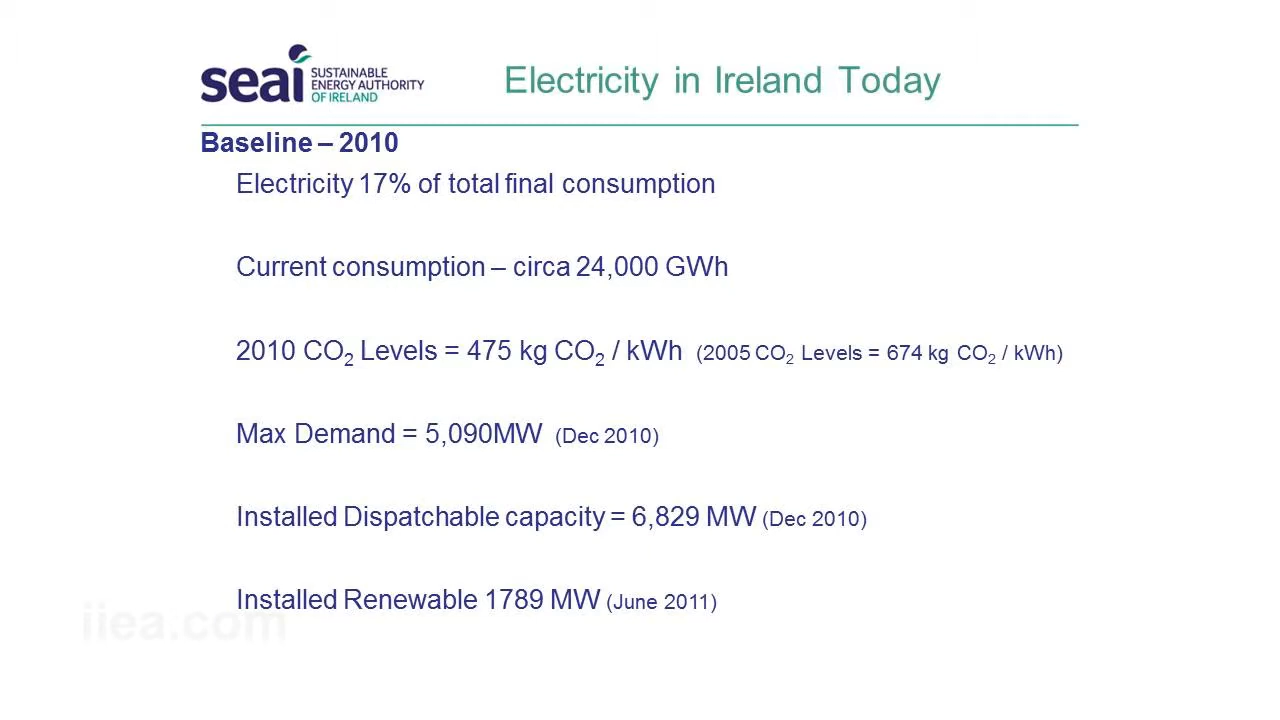 seai SUSTAINABLE
ENERGY AUTHORITY
OF IRELAND
Electricity in Ireland Today
Baseline – 2010
Electricity 17% of total final consumption
Current consumption – circa 24,000 GWh
2010 CO₂ Levels = 475 kg CO₂ / kWh (2005 CO₂ Levels = 674 kg CO₂ / kWh)
Max Demand = 5,090MW (Dec 2010)
Installed Dispatchable capacity = 6,829 MW (Dec 2010)
Installed Renewable 1789 MW (June 2011)
iiea.com